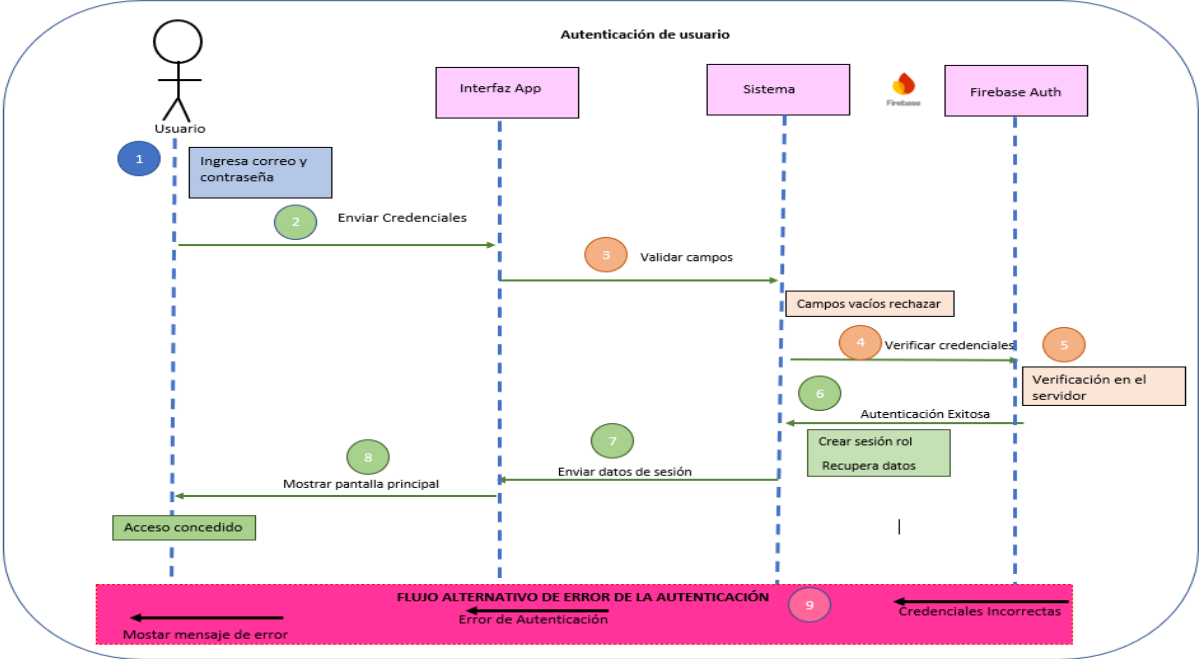 Autenticación de usuario
Usuario
Interfaz App
Sistema
Firebase
Firebase Auth
1
Ingresa correo y
contraseña
2
Enviar Credenciales
3
Validar campos
Campos vacíos rechazar
4
Verificar credenciales
5
Verificación en el
servidor
6
Autenticación Exitosa
Crear sesión rol
Recupera datos
7
Enviar datos de sesión
8
Mostrar pantalla principal
Acceso concedido
FLUJO ALTERNATIVO DE ERROR DE LA AUTENTICACIÓN
9
Credenciales Incorrectas
Error de Autenticación
Mostar mensaje de error